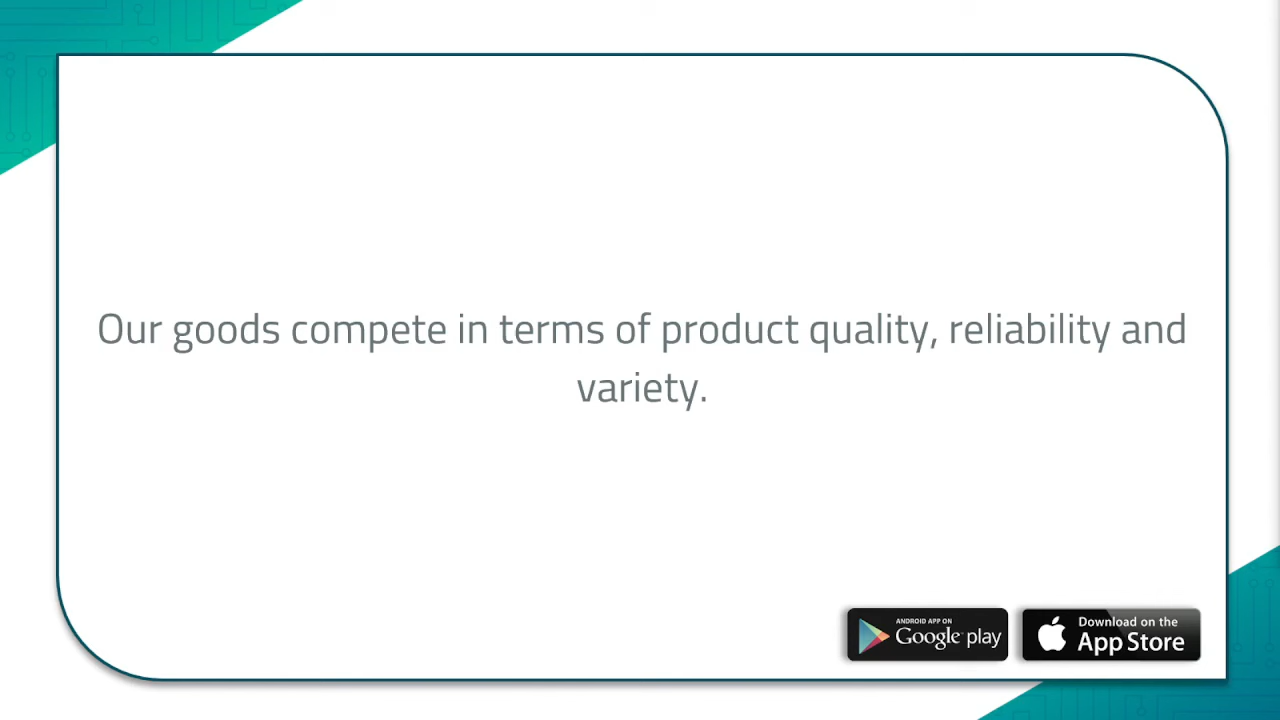 Our goods compete in terms of product quality, reliability and
variety.
ANDROID APP ON
Google play
Download on the
App Store